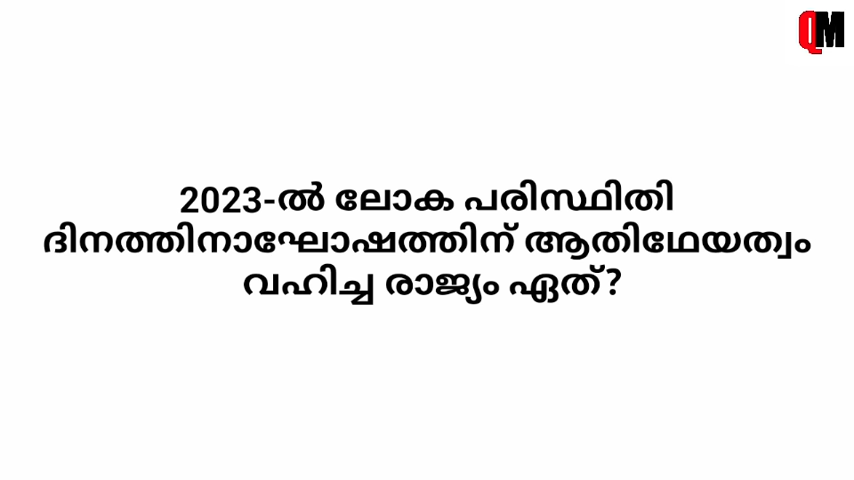 QM
2023-ൽ ലോക പരിസ്ഥിതി
ദിനത്തിനാഘോഷത്തിന് ആതിഥേയത്വം
വഹിച്ച രാജ്യം ഏത്?